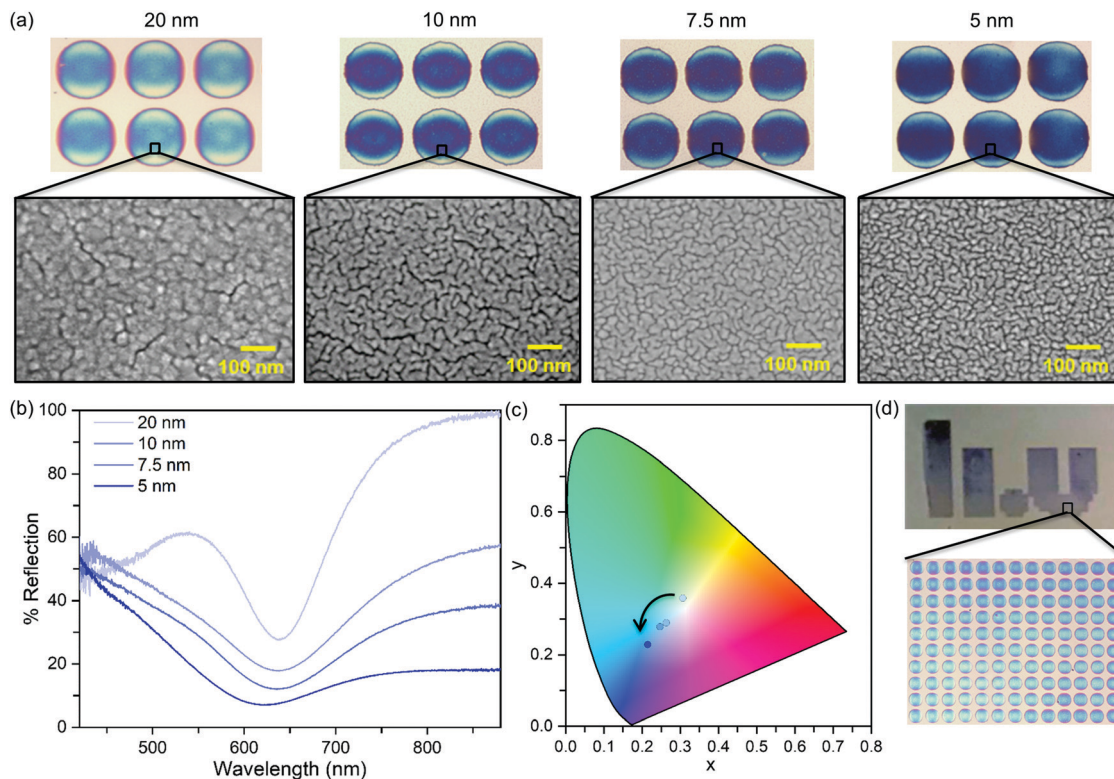 (a)
20 nm
10 nm
7.5 nm
5 nm
100 nm
100 nm
100 nm
100 nm
(b)
100
80
60
40
20
0
% Reflection
20 nm
10 nm
7.5 nm
5 nm
500
600
700
800
Wavelength (nm)
(c)
0.8
0.6
0.4
0.2
0.0
y
0.0 0.1 0.2 0.3 0.4 0.5 0.6 0.7 0.8
x
(d)